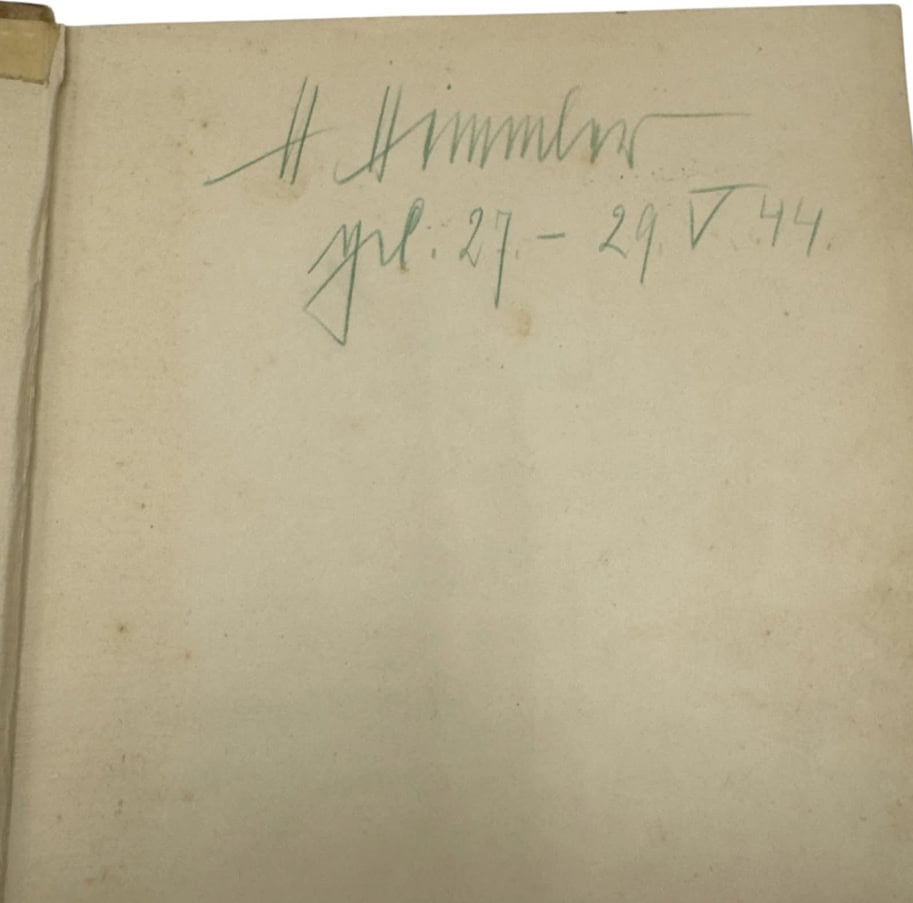 H Himmler
gel. 27. - 29. V. 44.